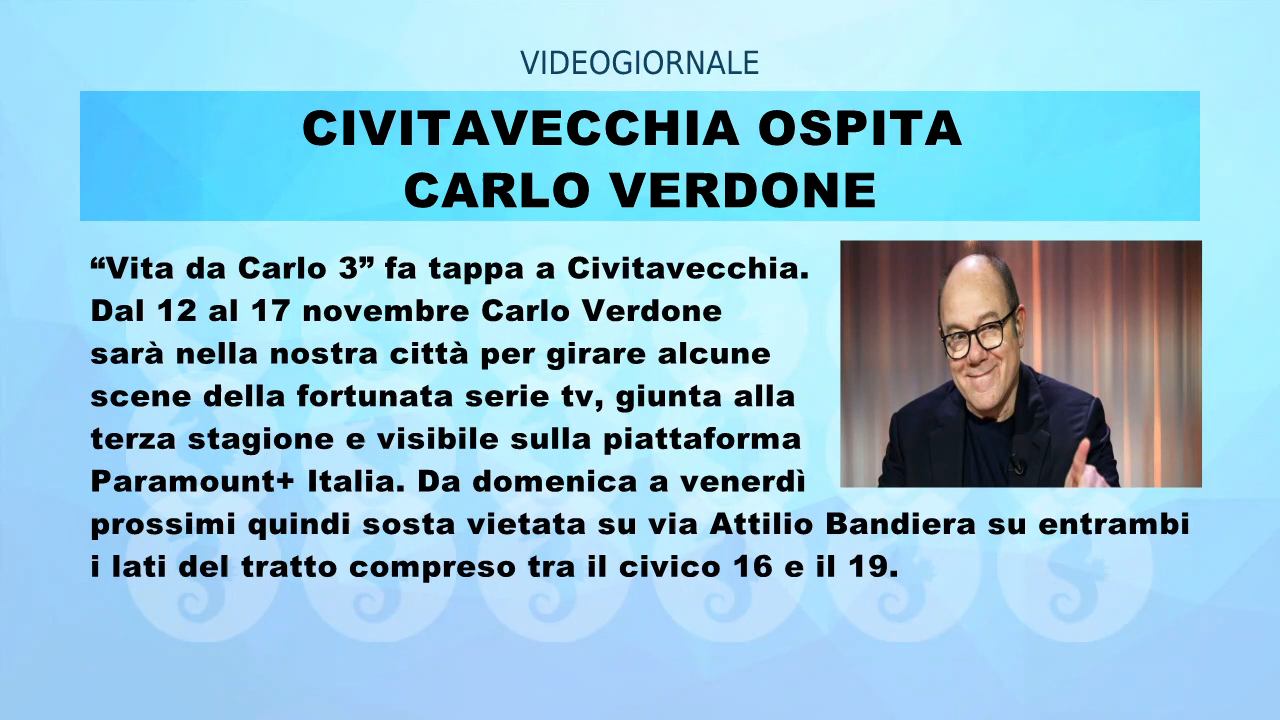 VIDEOGIORNALE
CIVITAVECCHIA OSPITA
CARLO VERDONE
“Vita da Carlo 3” fa tappa a Civitavecchia.
Dal 12 al 17 novembre Carlo Verdone
sarà nella nostra città per girare alcune
scene della fortunata serie tv, giunta alla
terza stagione e visibile sulla piattaforma
Paramount+ Italia. Da domenica a venerdì
prossimi quindi sosta vietata su via Attilio Bandiera su entrambi
i lati del tratto compreso tra il civico 16 e il 19.